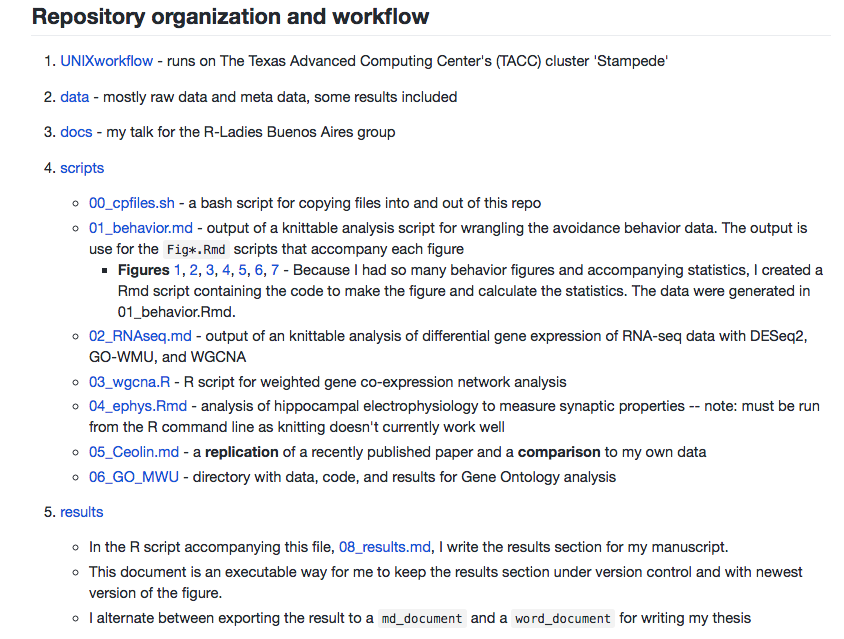 Repository organization and workflow
1. UNIXworkflow - runs on The Texas Advanced Computing Center's (TACC) cluster 'Stampede'
2. data - mostly raw data and meta data, some results included
3. docs - my talk for the R-Ladies Buenos Aires group
4. scripts
◦ 00_cpfiles.sh - a bash script for copying files into and out of this repo
◦ 01_behavior.md - output of a knittable analysis script for wrangling the avoidance behavior data. The output is
use for the Fig*.Rmd scripts that accompany each figure
▪ Figures 1, 2, 3, 4, 5, 6, 7 - Because I had so many behavior figures and accompanying statistics, I created a
Rmd script containing the code to make the figure and calculate the statistics. The data were generated in
01_behavior.Rmd.
◦ 02_RNAseq.md - output of an knittable analysis of differential gene expression of RNA-seq data with DESeq2,
GO-WMU, and WGCNA
◦ 03_wgcna.R - R script for weighted gene co-expression network analysis
◦ 04_ephys.Rmd - analysis of hippocampal electrophysiology to measure synaptic properties -- note: must be run
from the R command line as knitting doesn't currently work well
◦ 05_Ceolin.md - a replication of a recently published paper and a comparison to my own data
◦ 06_GO_MWU - directory with data, code, and results for Gene Ontology analysis
5. results
◦ In the R script accompanying this file, 08_results.md, I write the results section for my manuscript.
◦ This document is an executable way for me to keep the results section under version control and with newest
version of the figure.
◦ I alternate between exporting the result to a md_document and a word_document for writing my thesis